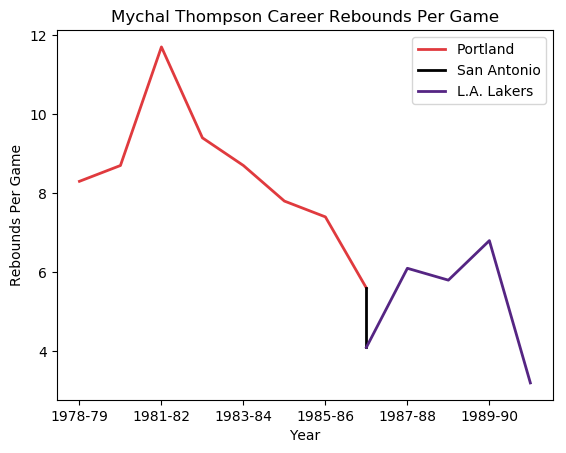 Mychal Thompson Career Rebounds Per Game
Portland
San Antonio
L.A. Lakers
Rebounds Per Game
12
10
8
6
4
1978-79
1981-82
1983-84
1985-86
1987-88
1989-90
Year